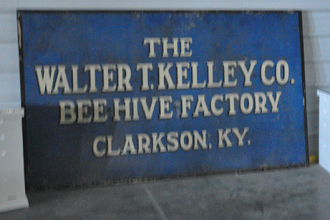 THE
WALTER T. KELLEY CO.
BEE HIVE FACTORY
CLARKSON, KY.